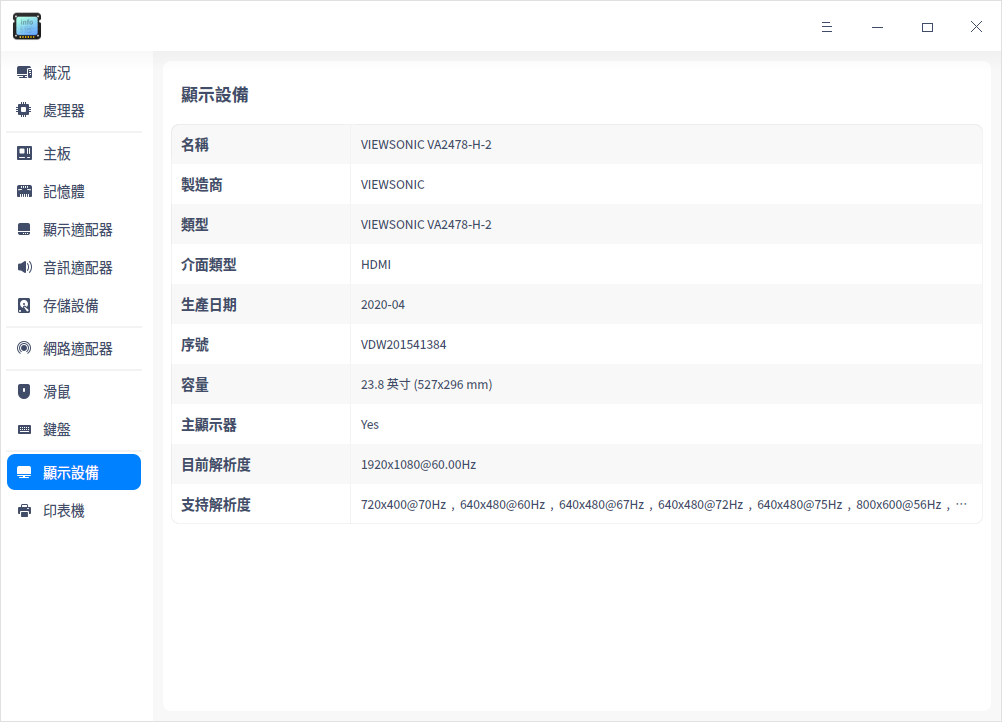 info
概況
處理器
主板
記憶體
顯示適配器
音訊適配器
存儲設備
網路適配器
滑鼠
鍵盤
顯示設備
印表機
顯示設備
名稱 VIEWSONIC VA2478-H-2
製造商 VIEWSONIC
類型 VIEWSONIC VA2478-H-2
介面類型 HDMI
生產日期 2020-04
序號 VDW201541384
容量 23.8 英寸 (527x296 mm)
主顯示器 Yes
目前解析度 1920x1080@60.00Hz
支持解析度 720x400@70Hz , 640x480@60Hz , 640x480@67Hz , 640x480@72Hz , 640x480@75Hz , 800x600@56Hz , …